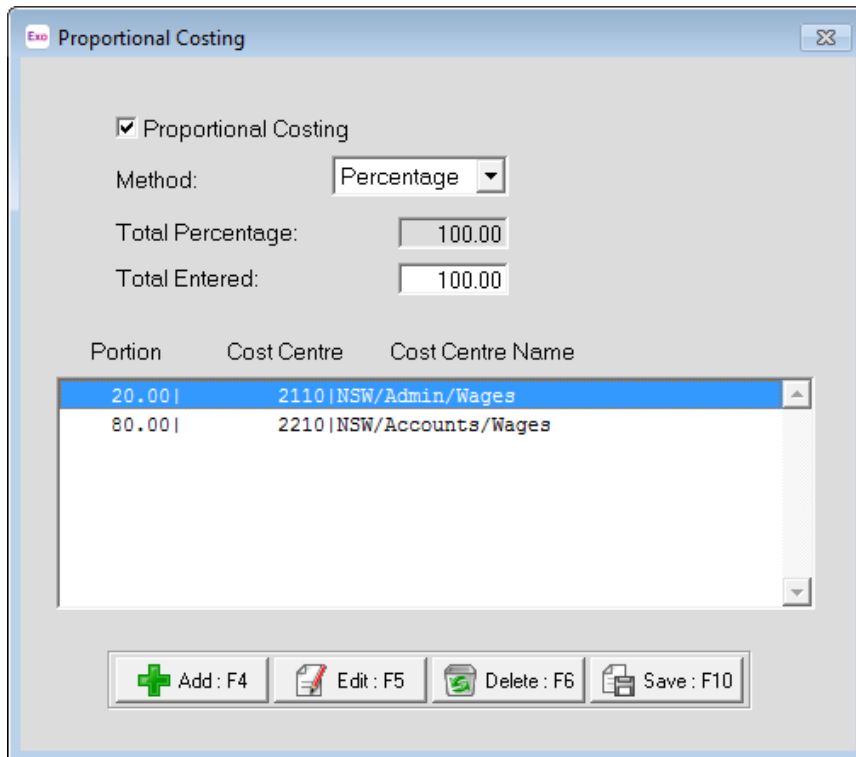 Exo Proportional Costing
Proportional Costing
Method: Percentage
Total Percentage: 100.00
Total Entered: 100.00
Portion Cost Centre Cost Centre Name
20.00| 2110|NSW/Admin/Wages
80.00| 2210|NSW/Accounts/Wages
Add : F4 Edit : F5 Delete : F6 Save : F10